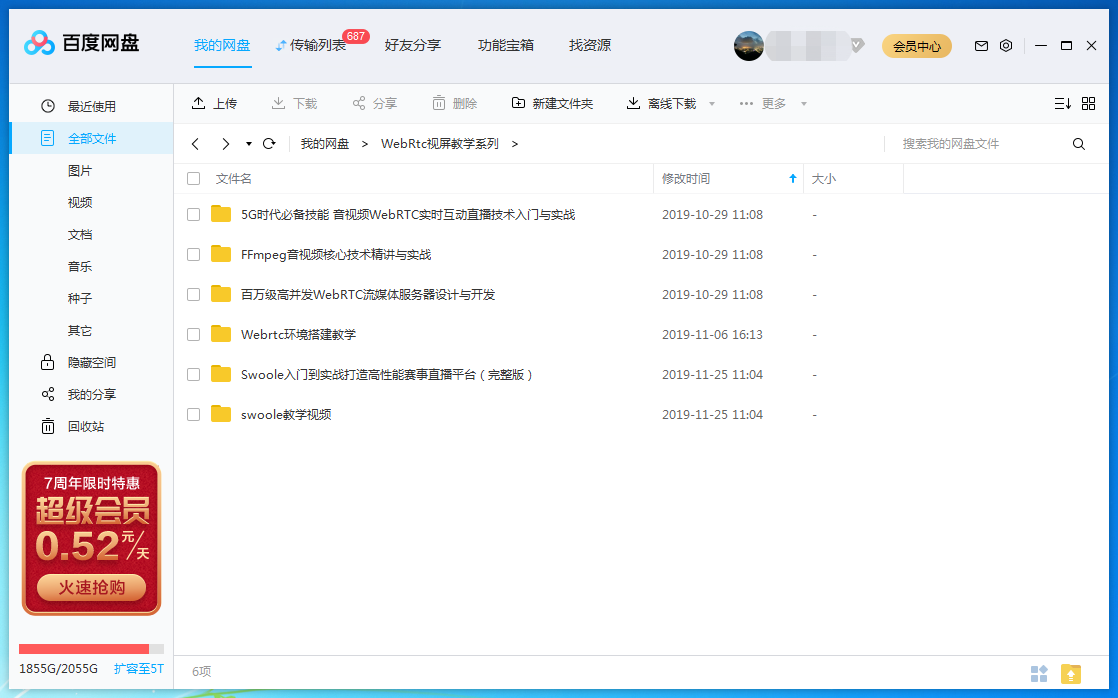 百度网盘
我的网盘 传输列表 687 好友分享 功能宝箱 找资源 会员中心
最近使用
全部文件
图片
视频
文档
音乐
种子
其它
隐藏空间
我的分享
回收站
7周年限时特惠
超级会员
0.52元/天
火速抢购
1855G/2055G 扩容至5T
上传 下载 分享 删除 新建文件夹 离线下载 更多
我的网盘 > WebRtc视屏教学系列 > 搜索我的网盘文件
文件名 修改时间 大小
5G时代必备技能 音视频WebRTC实时互动直播技术入门与实战 2019-10-29 11:08 -
FFmpeg音视频核心技术精讲与实战 2019-10-29 11:08 -
百万级高并发WebRTC流媒体服务器设计与开发 2019-10-29 11:08 -
Webrtc环境搭建教学 2019-11-06 16:13 -
Swoole入门到实战打造高性能赛事直播平台（完整版） 2019-11-25 11:04 -
swoole教学视频 2019-11-25 11:04 -
6项